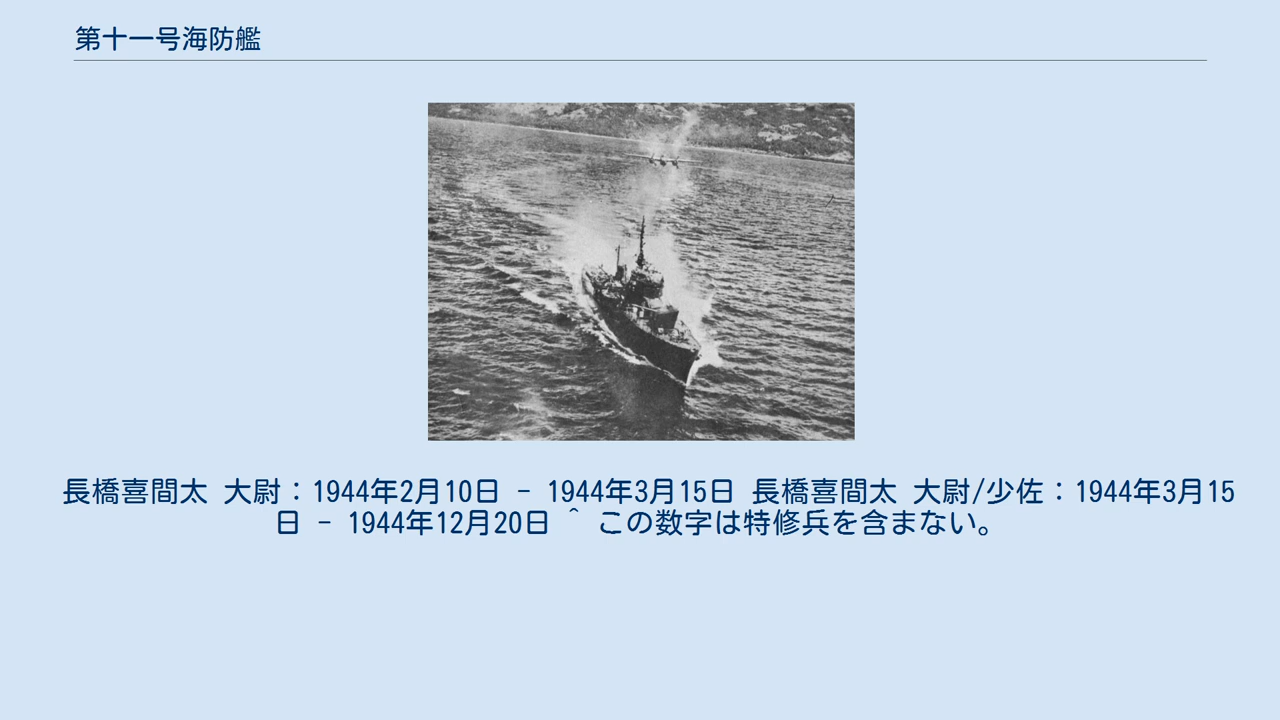 第十一号海防艦
長橋喜間太 大尉：1944年2月10日 - 1944年3月15日 長橋喜間太 大尉/少佐：1944年3月15
日 - 1944年12月20日 ^ この数字は特修兵を含まない。